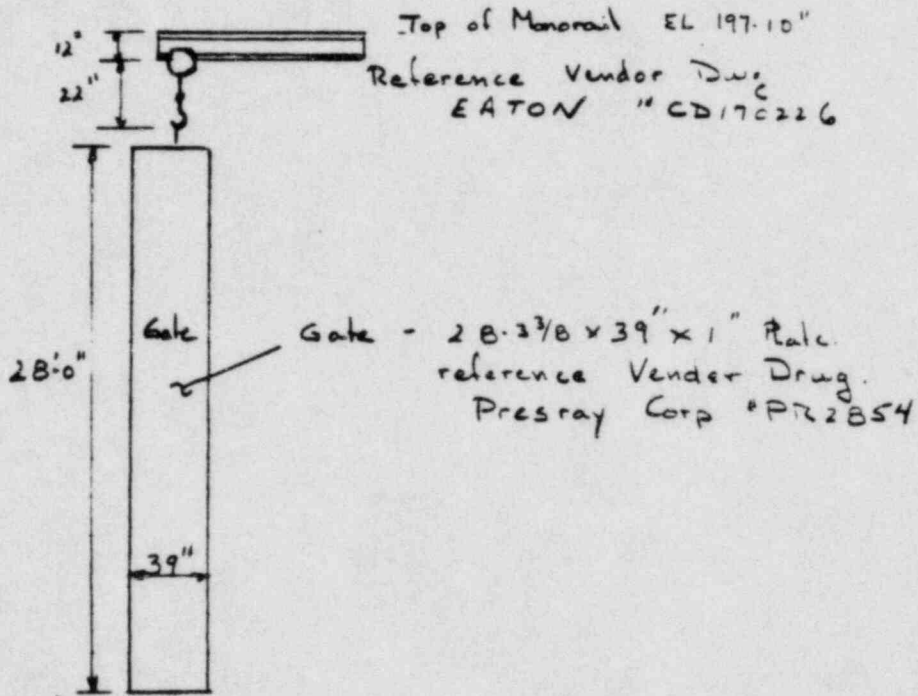 Top of Monorail EL 197-10"
12"
Reference Vendor Dwg
22"
EATON "CD17C226
Gate
Gate - 28-3 3/8 x 39" x 1" Plate.
28'-0"
reference Vender Drwg.
Presray Corp "PR2854
39"